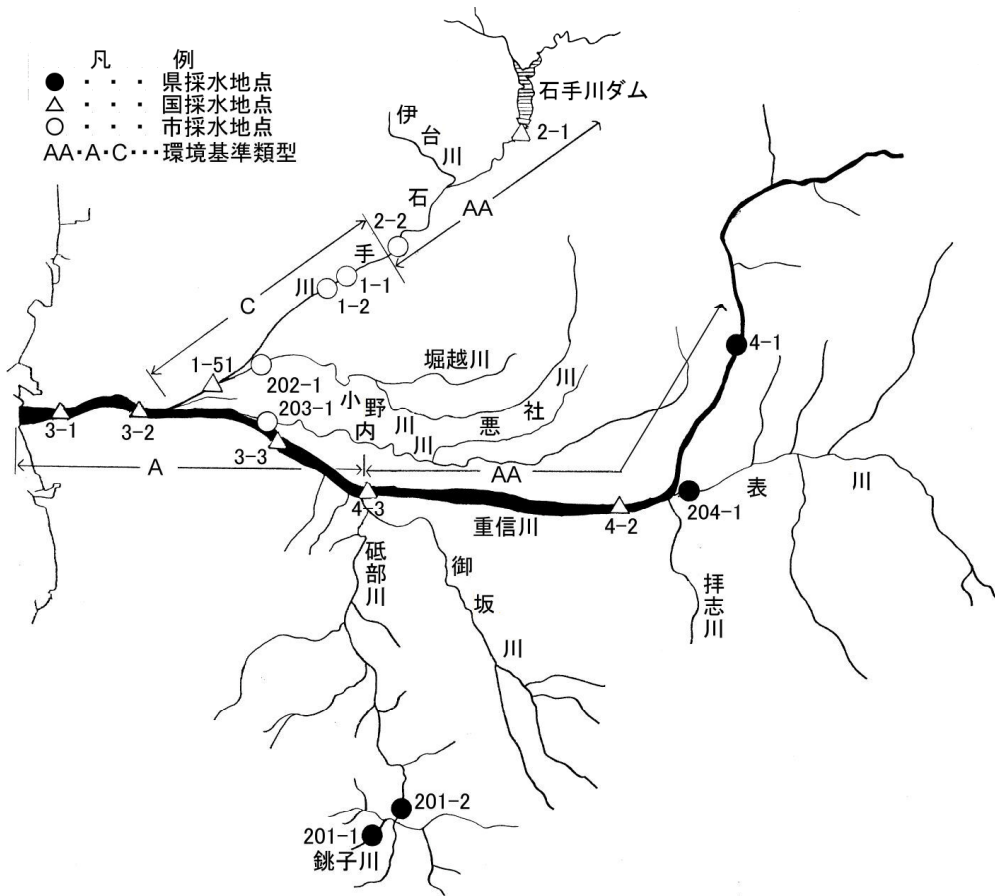 凡 例
● ・ ・ ・ 県採水地点
△ ・ ・ ・ 国採水地点
○ ・ ・ ・ 市採水地点
AA・A・C・・・環境基準類型
石手川ダム
2-1
伊台川
石手川
AA
2-2
1-1
1-2
C
1-51
202-1
堀越川
小野川
悪社川
203-1
内川
3-1
3-2
3-3
A
AA
4-1
4-2
4-3
重信川
204-1
表川
拝志川
砥部川
御坂川
201-2
201-1
銚子川